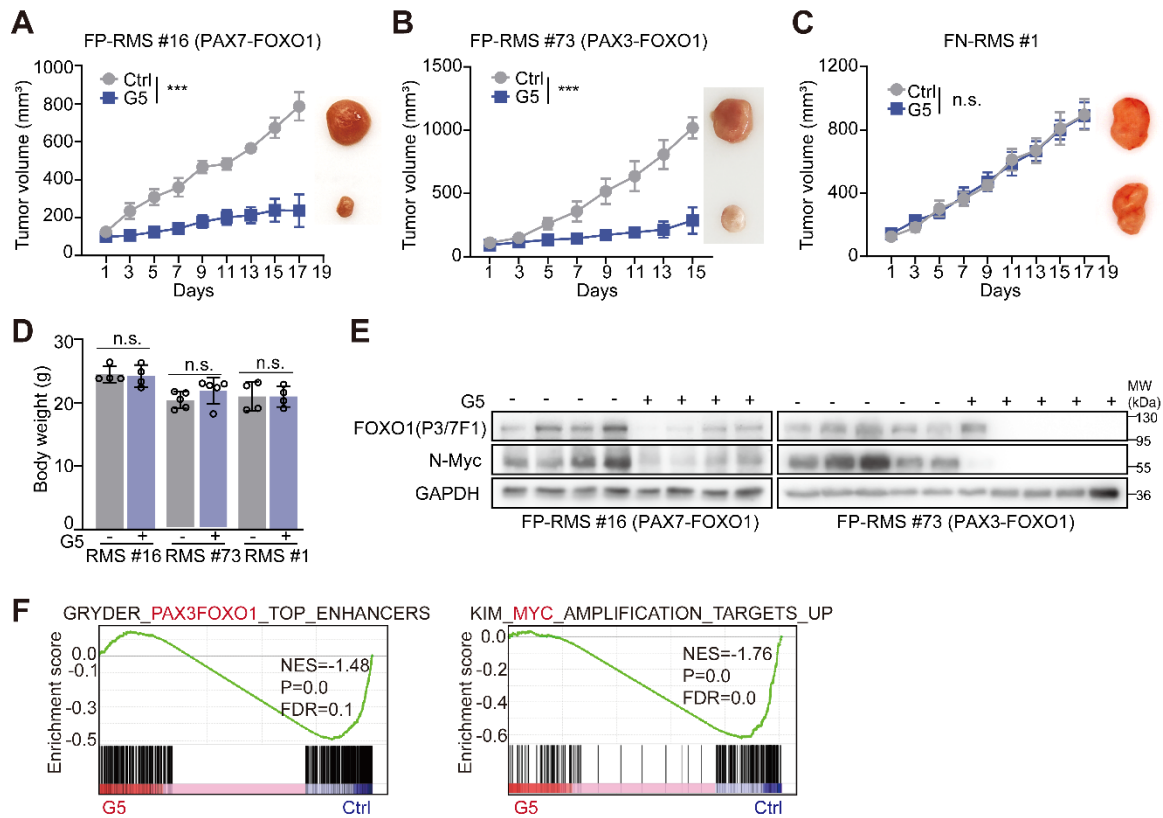 A
FP-RMS #16 (PAX7-FOXO1)
Tumor volume (mm³)
1000
800
600
400
200
0
Ctrl
G5
***
1 3 5 7 9 11 13 15 17 19
Days
B
FP-RMS #73 (PAX3-FOXO1)
Tumor volume (mm³)
1500
1000
500
0
Ctrl
G5
***
1 3 5 7 9 11 13 15
Days
C
FN-RMS #1
Tumor volume (mm³)
1200
800
400
0
Ctrl
G5
n.s.
1 3 5 7 9 11 13 15 17 19
Days
D
Body weight (g)
30
20
10
0
n.s.
n.s.
n.s.
G5 - + - + - +
RMS #16 RMS #73 RMS #1
E
MW
(kDa)
G5 - - - - + + + + - - - - - + + + + +
FOXO1(P3/7F1)
N-Myc
GAPDH
130
95
55
36
FP-RMS #16 (PAX7-FOXO1)
FP-RMS #73 (PAX3-FOXO1)
F
GRYDER_PAX3FOXO1_TOP_ENHANCERS
Enrichment score
0.0
-0.1
-0.3
-0.5
NES=-1.48
P=0.0
FDR=0.1
G5 Ctrl
KIM_MYC_AMPLIFICATION_TARGETS_UP
Enrichment score
0.0
-0.2
-0.4
-0.6
NES=-1.76
P=0.0
FDR=0.0
G5 Ctrl